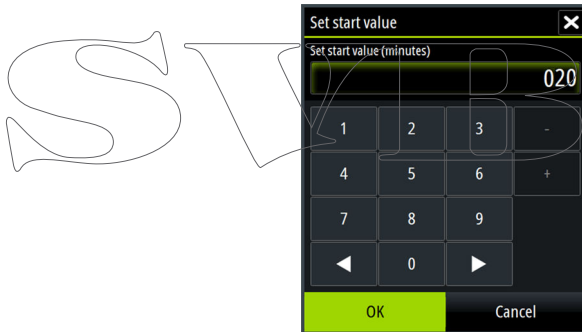 Set start value
Set start value (minutes)
020
1 2 3 -
4 5 6 +
7 8 9
0
OK Cancel
SVB